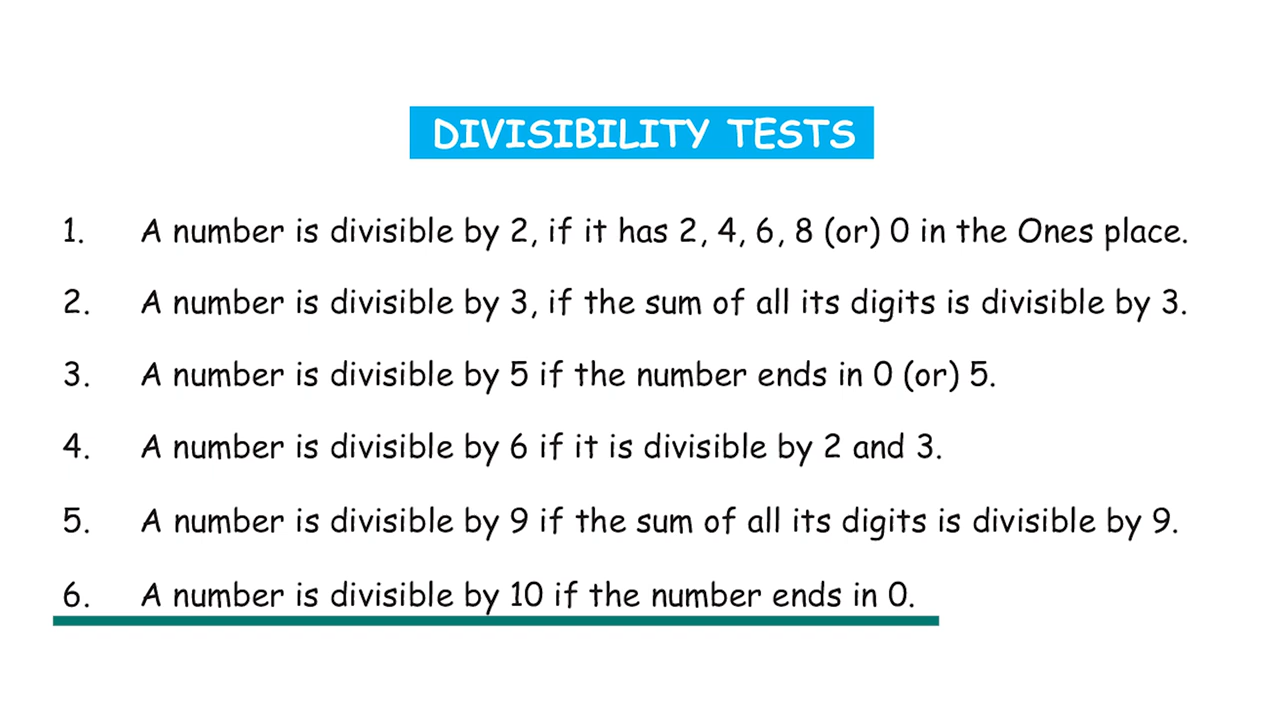 DIVISIBILITY TESTS
1. A number is divisible by 2, if it has 2, 4, 6, 8 (or) 0 in the Ones place.
2. A number is divisible by 3, if the sum of all its digits is divisible by 3.
3. A number is divisible by 5 if the number ends in 0 (or) 5.
4. A number is divisible by 6 if it is divisible by 2 and 3.
5. A number is divisible by 9 if the sum of all its digits is divisible by 9.
6. A number is divisible by 10 if the number ends in 0.